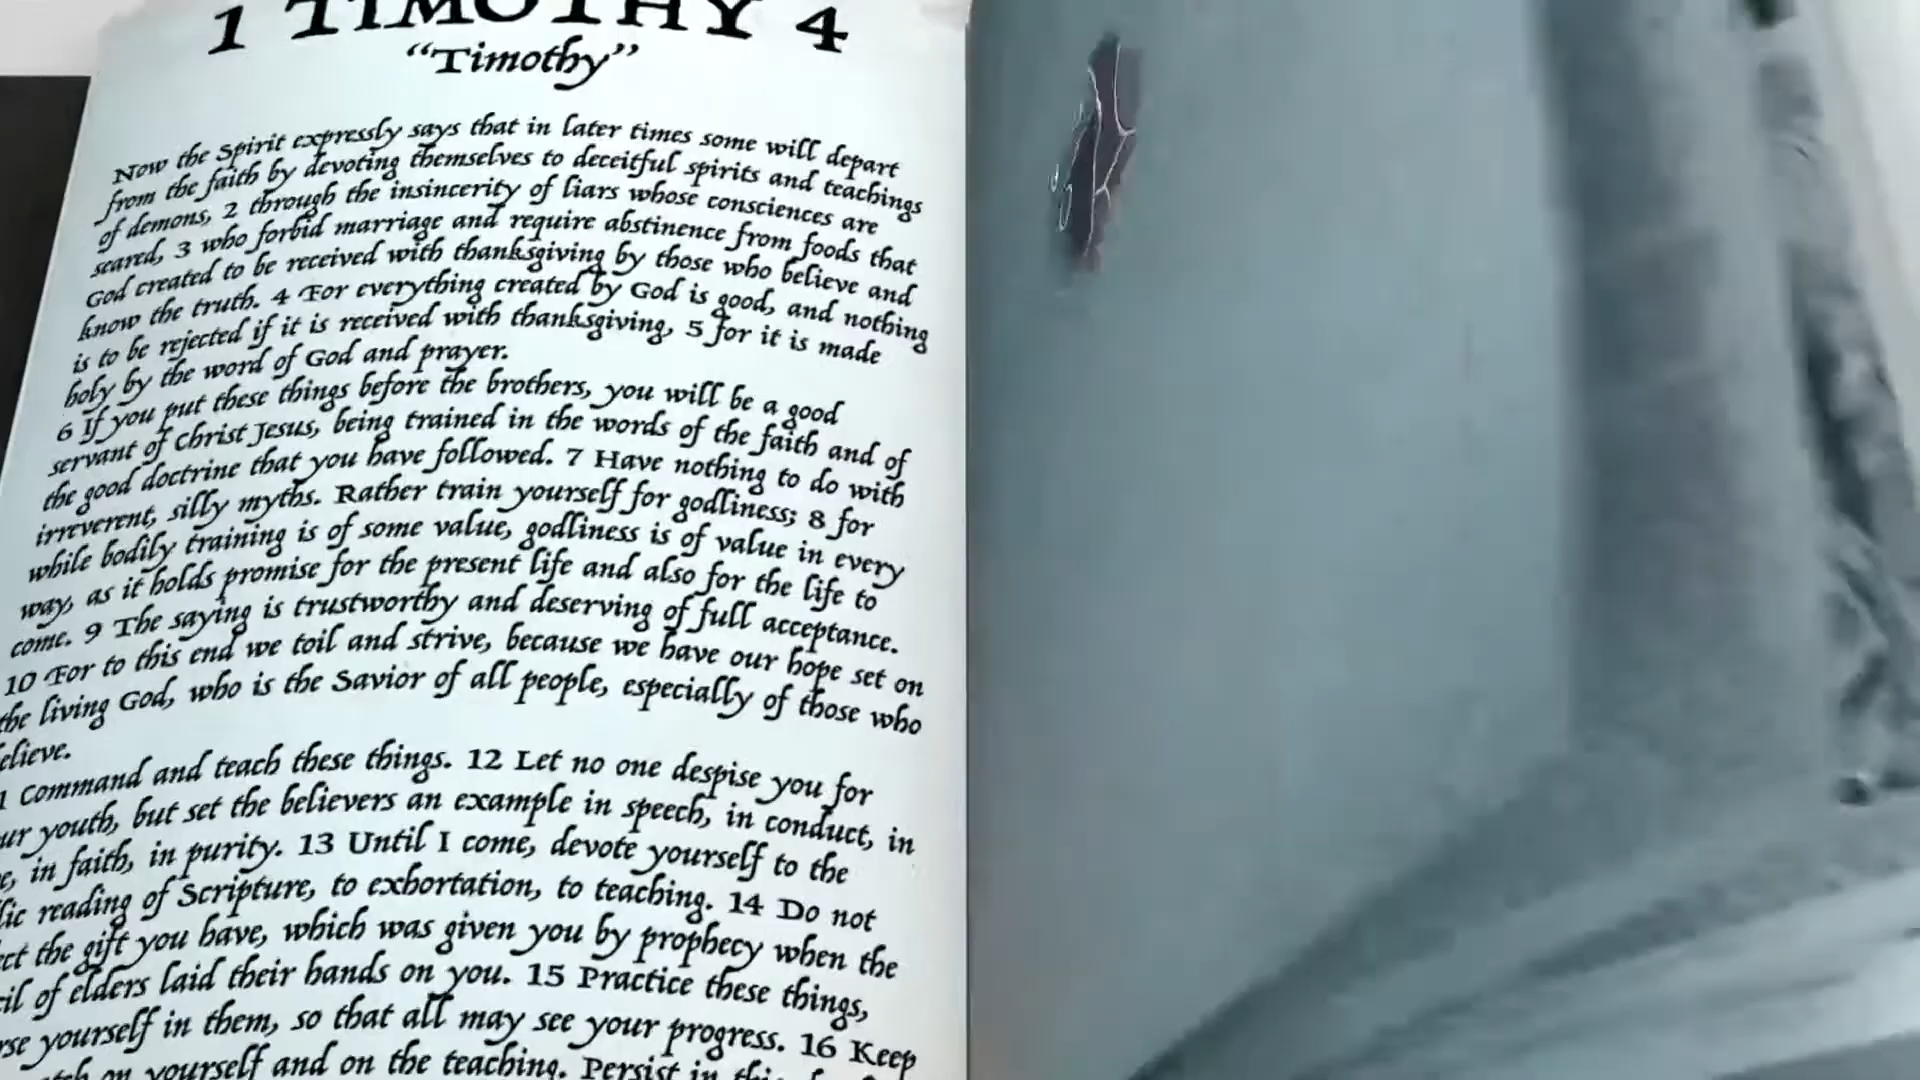 1 TIMOTHY 4
“Timothy”
Now the Spirit expressly says that in later times some will depart
from the faith by devoting themselves to deceitful spirits and teachings
of demons, 2 through the insincerity of liars whose consciences are
seared, 3 who forbid marriage and require abstinence from foods that
God created to be received with thanksgiving by those who believe and
know the truth. 4 For everything created by God is good, and nothing
is to be rejected if it is received with thanksgiving, 5 for it is made
holy by the word of God and prayer.
6 If you put these things before the brothers, you will be a good
servant of Christ Jesus, being trained in the words of the faith and of
the good doctrine that you have followed. 7 Have nothing to do with
irreverent, silly myths. Rather train yourself for godliness; 8 for
while bodily training is of some value, godliness is of value in every
way, as it holds promise for the present life and also for the life to
come. 9 The saying is trustworthy and deserving of full acceptance.
10 For to this end we toil and strive, because we have our hope set on
the living God, who is the Savior of all people, especially of those who
elieve.
1 Command and teach these things. 12 Let no one despise you for
ur youth, but set the believers an example in speech, in conduct, in
e, in faith, in purity. 13 Until I come, devote yourself to the
lic reading of Scripture, to exhortation, to teaching. 14 Do not
ect the gift you have, which was given you by prophecy when the
cil of elders laid their hands on you. 15 Practice these things,
rse yourself in them, so that all may see your progress. 16 Keep
on yourself and on the teaching. Persist in